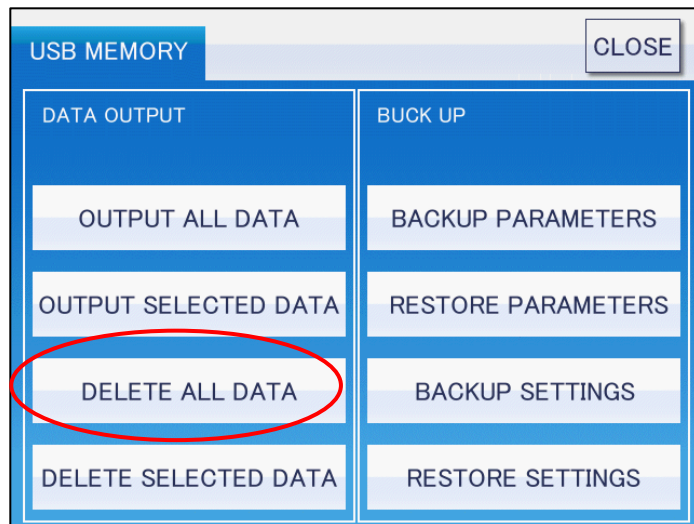 USB MEMORY
CLOSE
DATA OUTPUT
OUTPUT ALL DATA
OUTPUT SELECTED DATA
DELETE ALL DATA
DELETE SELECTED DATA
BUCK UP
BACKUP PARAMETERS
RESTORE PARAMETERS
BACKUP SETTINGS
RESTORE SETTINGS